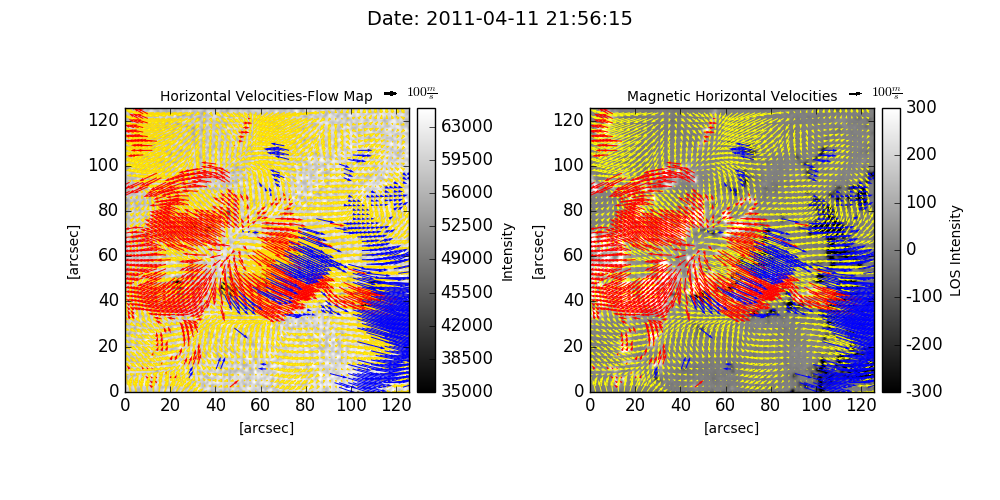 Date: 2011-04-11 21:56:15
Horizontal Velocities-Flow Map
100 m/s
120
100
80
60
40
20
0
0 20 40 60 80 100 120
[arcsec]
[arcsec]
63000
59500
56000
52500
49000
45500
42000
38500
35000
Intensity
Magnetic Horizontal Velocities
100 m/s
120
100
80
60
40
20
0
0 20 40 60 80 100 120
[arcsec]
[arcsec]
300
200
100
0
-100
-200
-300
LOS Intensity